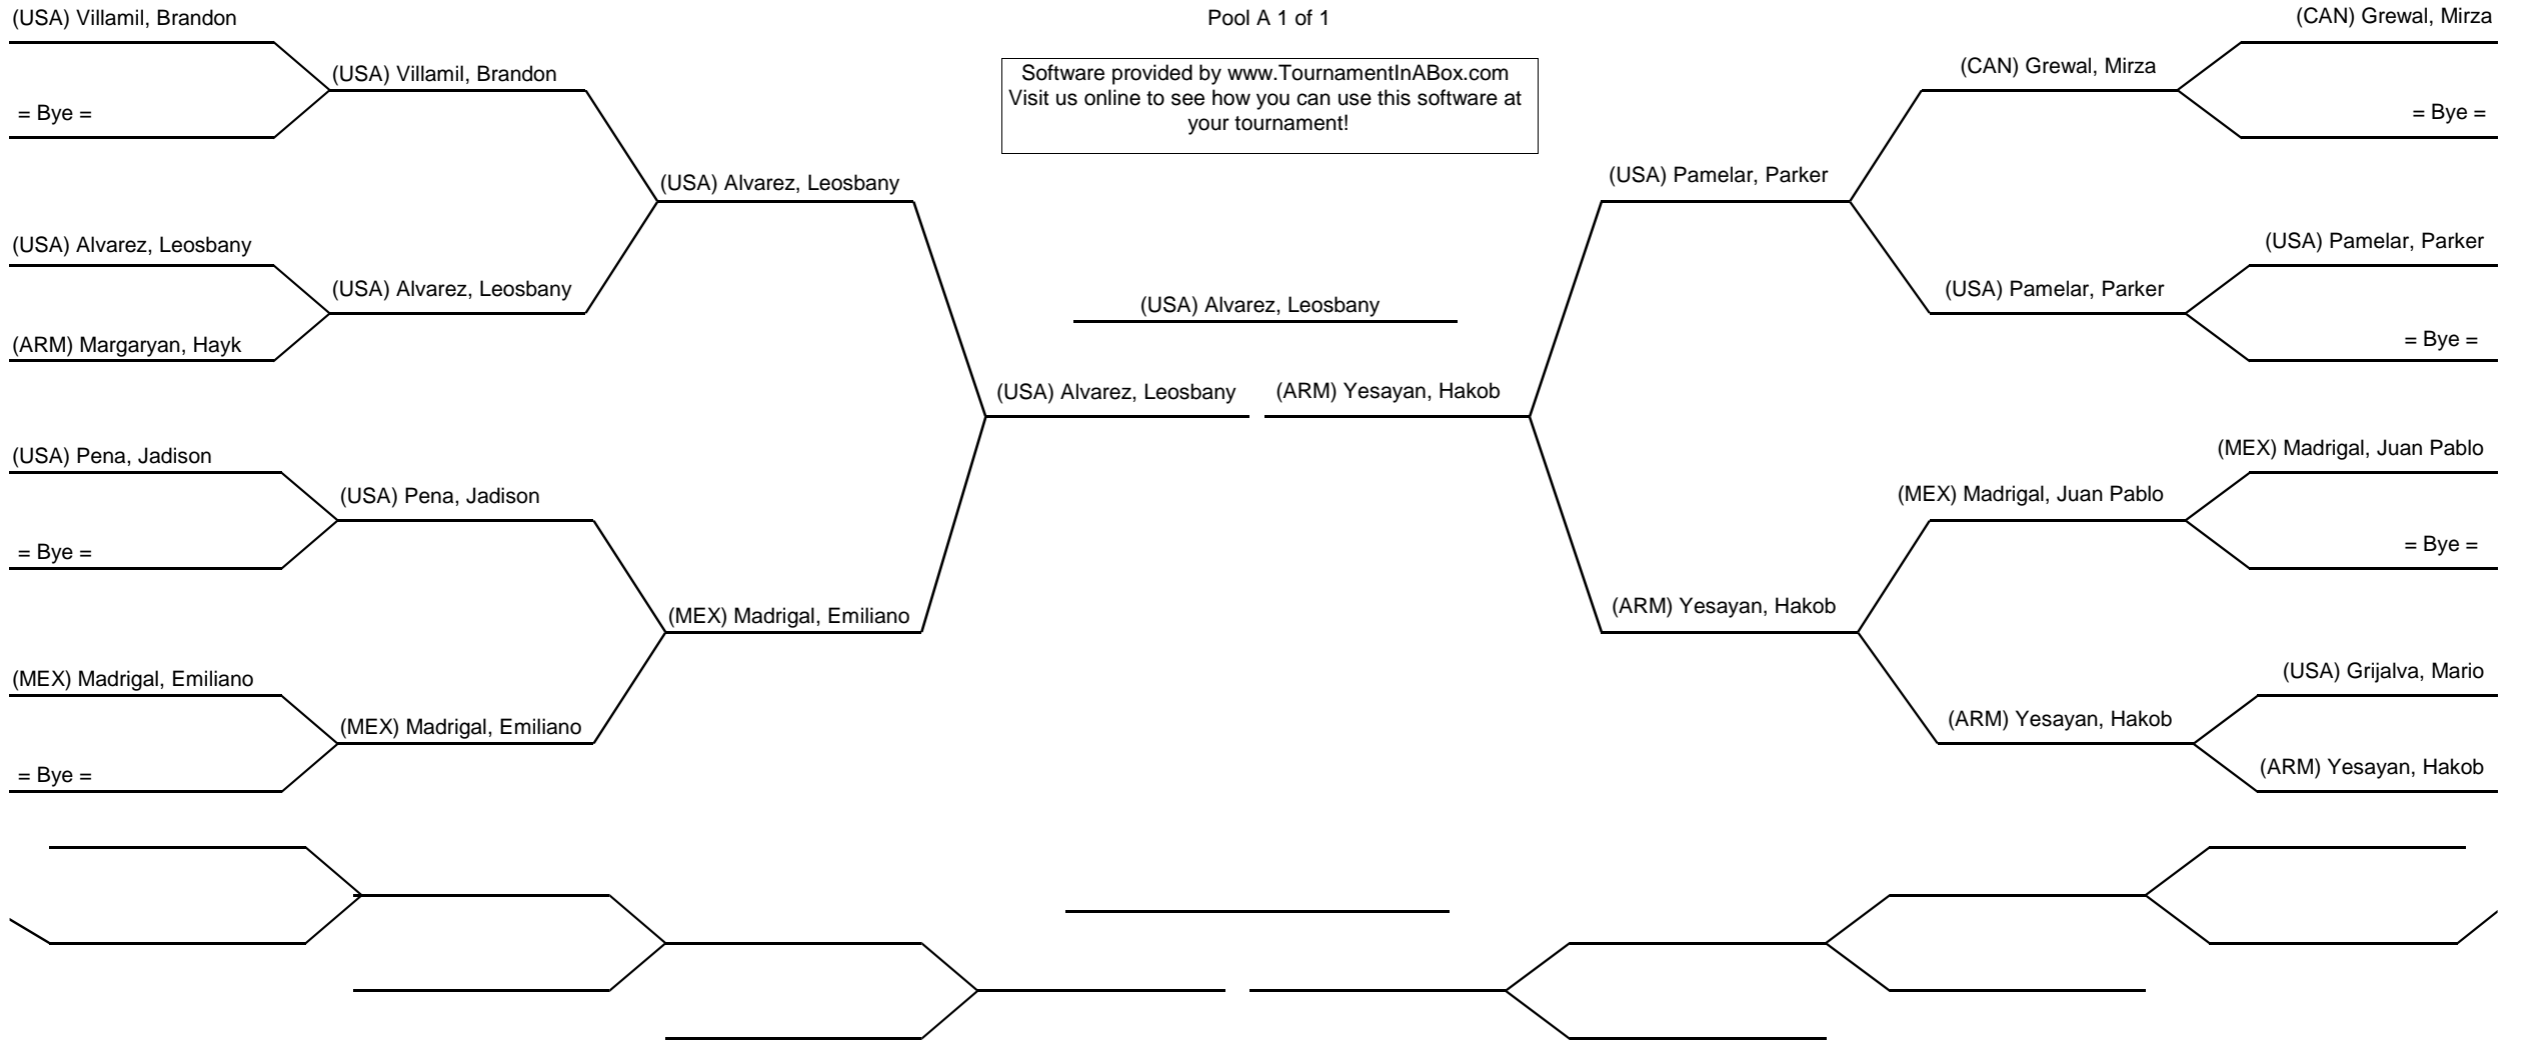 (USA) Villamil, Brandon
Pool A 1 of 1
(CAN) Grewal, Mirza
Software provided by www.TournamentInABox.com
Visit us online to see how you can use this software at
your tournament!
(USA) Villamil, Brandon
(CAN) Grewal, Mirza
= Bye =
= Bye =
(USA) Alvarez, Leosbany
(USA) Pamelar, Parker
(USA) Alvarez, Leosbany
(USA) Pamelar, Parker
(USA) Alvarez, Leosbany
(USA) Alvarez, Leosbany
(USA) Pamelar, Parker
(ARM) Margaryan, Hayk
= Bye =
(USA) Alvarez, Leosbany
(ARM) Yesayan, Hakob
(USA) Pena, Jadison
(MEX) Madrigal, Juan Pablo
(USA) Pena, Jadison
(MEX) Madrigal, Juan Pablo
= Bye =
= Bye =
(MEX) Madrigal, Emiliano
(ARM) Yesayan, Hakob
(MEX) Madrigal, Emiliano
(USA) Grijalva, Mario
(MEX) Madrigal, Emiliano
(ARM) Yesayan, Hakob
= Bye =
(ARM) Yesayan, Hakob